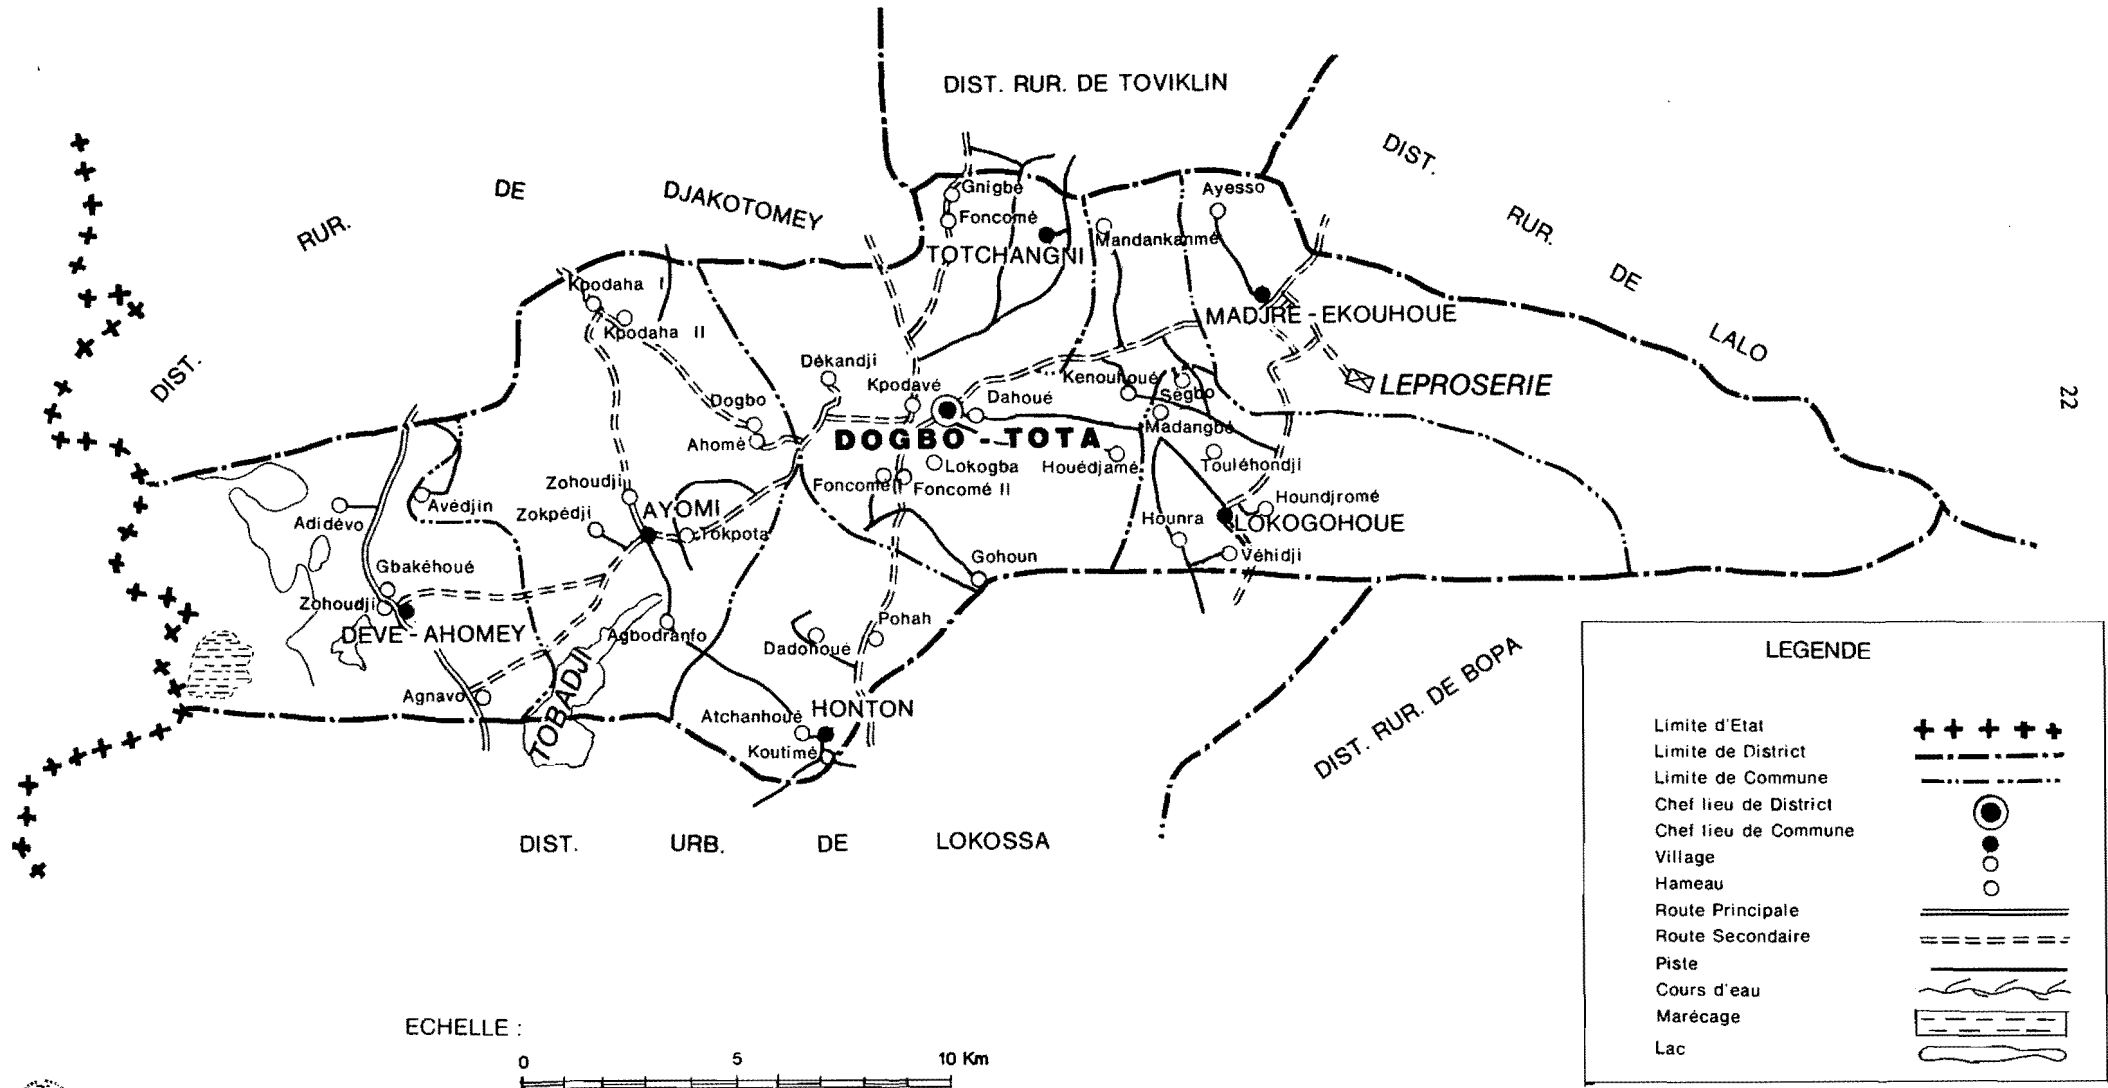 DIST. RUR. DE TOVIKLIN
DIST. RUR. DE DJAKOTOMEY
DIST. RUR. DE LALO
22
Gnigbé
Foncomé
TOTCHANGNI
Ayesso
Mandankanmé
Kpodaha I
Kpodaha II
MADJRE - EKOUHOUE
LEPROSERIE
Dékandji
Kpodavé
Dahoué
Kenouhoué
Ségbo
Dogbo
Ahomé
DOGBO - TOTA
Madangbé
Lokogba
Houédjamé
Touléhondji
Foncomé I
Foncomé II
Zohoudji
AYOMI
Zokpédji
Tokpota
Avédjin
Adidévo
Houndjromé
Hounra
LOKOGOHOUE
Véhidji
Gohoun
Gbakéhoué
Zohoudji
DEVE - AHOMEY
Agbodranfo
Pohah
Dadohoué
TOBADJI
Agnavo
Atchanhoué
HONTON
Koutimé
DIST. RUR. DE BOPA
DIST. URB. DE LOKOSSA
LEGENDE
Limite d'Etat
Limite de District
Limite de Commune
Chef lieu de District
Chef lieu de Commune
Village
Hameau
Route Principale
Route Secondaire
Piste
Cours d'eau
Marécage
Lac
ECHELLE :
0 5 10 Km